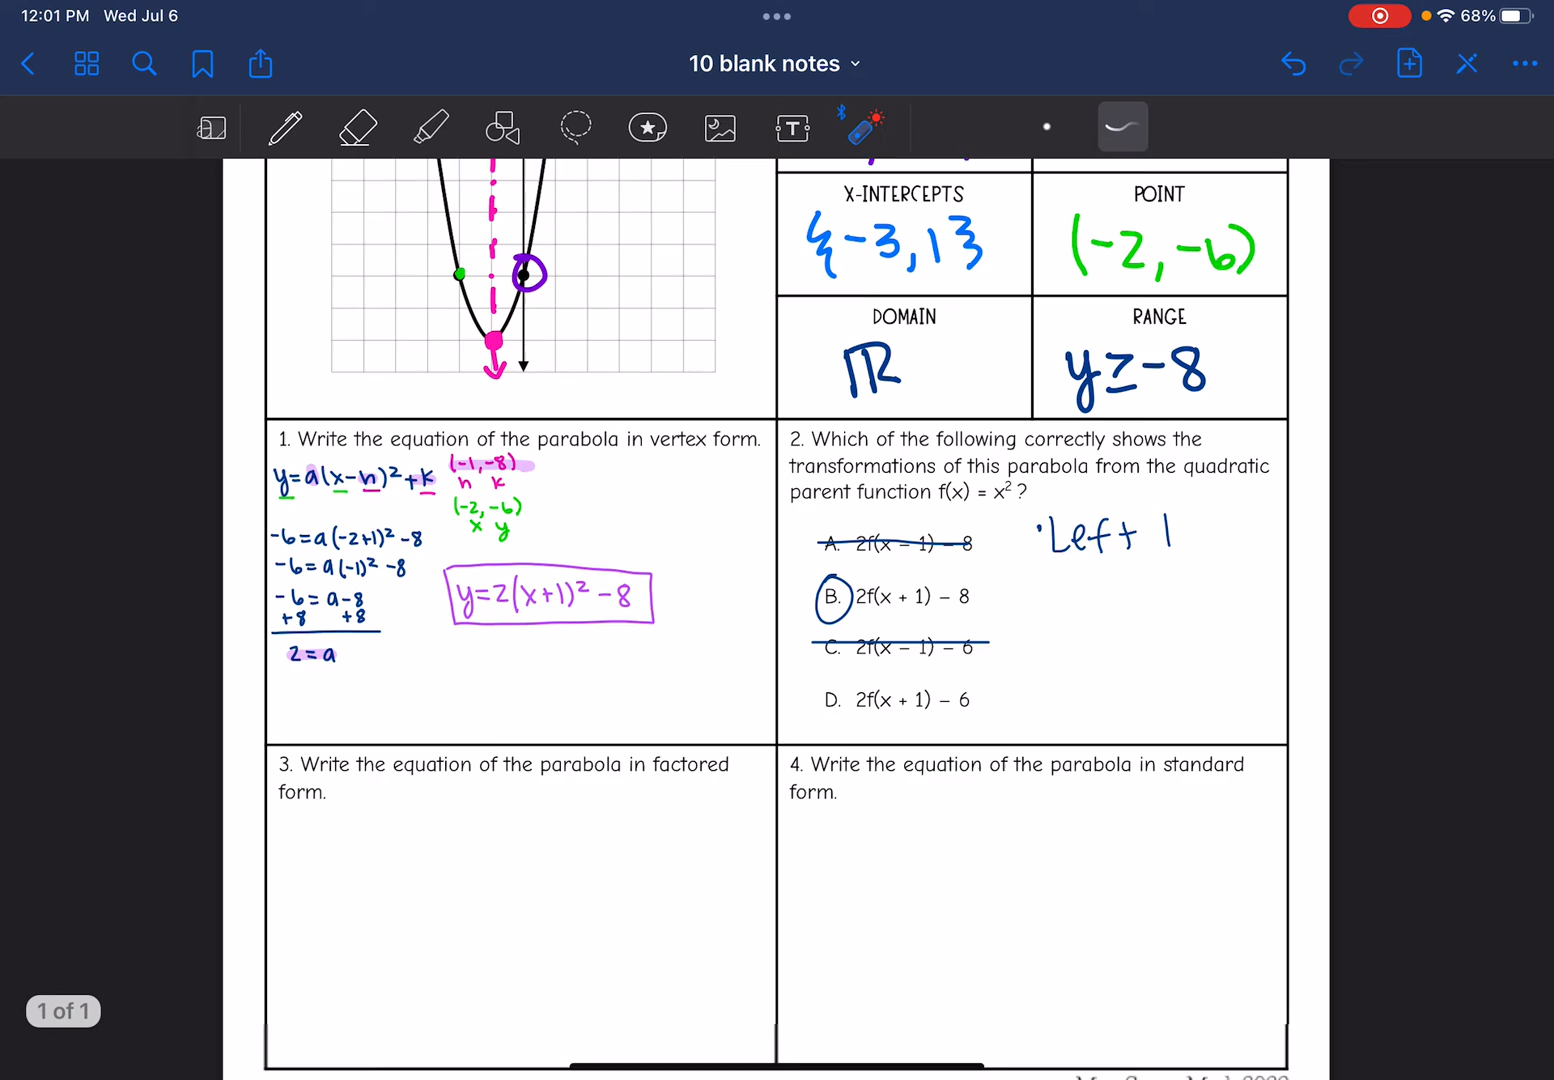 12:01 PM Wed Jul 6
68%
10 blank notes
X-INTERCEPTS
{-3, 1}
POINT
(-2, -6)
DOMAIN
ℝ
RANGE
y ≥ -8
1. Write the equation of the parabola in vertex form.
y = a(x-h)² + k
(-1, -8)
h k
(-2, -6)
x y
-6 = a(-2+1)² -8
-6 = a(-1)² -8
-6 = a -8
+8 +8
2 = a
y = 2(x+1)² - 8
2. Which of the following correctly shows the
transformations of this parabola from the quadratic
parent function f(x) = x²?
A. 2f(x – 1) – 8
B. 2f(x + 1) – 8
C. 2f(x – 1) – 6
D. 2f(x + 1) – 6
·Left 1
3. Write the equation of the parabola in factored
form.
4. Write the equation of the parabola in standard
form.
1 of 1